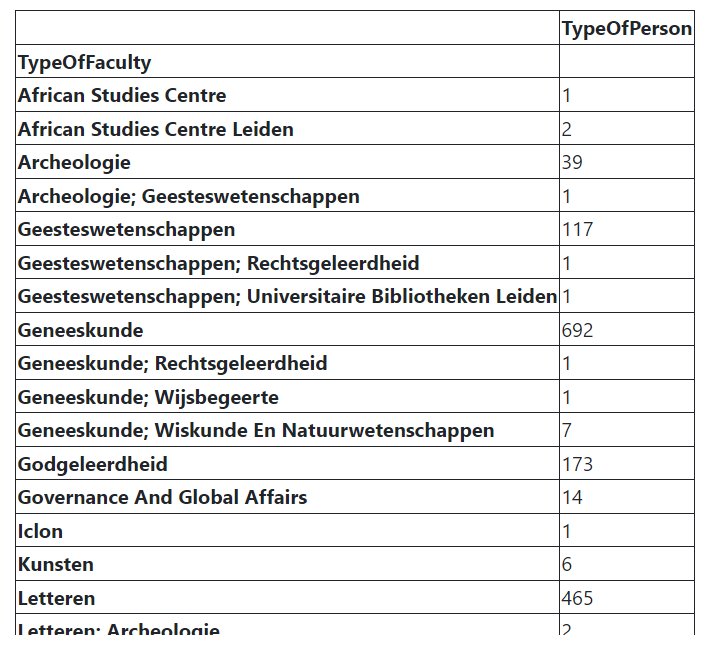 TypeOfPerson
TypeOfFaculty
African Studies Centre 1
African Studies Centre Leiden 2
Archeologie 39
Archeologie; Geesteswetenschappen 1
Geesteswetenschappen 117
Geesteswetenschappen; Rechtsgeleerdheid 1
Geesteswetenschappen; Universitaire Bibliotheken Leiden 1
Geneeskunde 692
Geneeskunde; Rechtsgeleerdheid 1
Geneeskunde; Wijsbegeerte 1
Geneeskunde; Wiskunde En Natuurwetenschappen 7
Godgeleerdheid 173
Governance And Global Affairs 14
Iclon 1
Kunsten 6
Letteren 465
Letteren; Archeologie 2